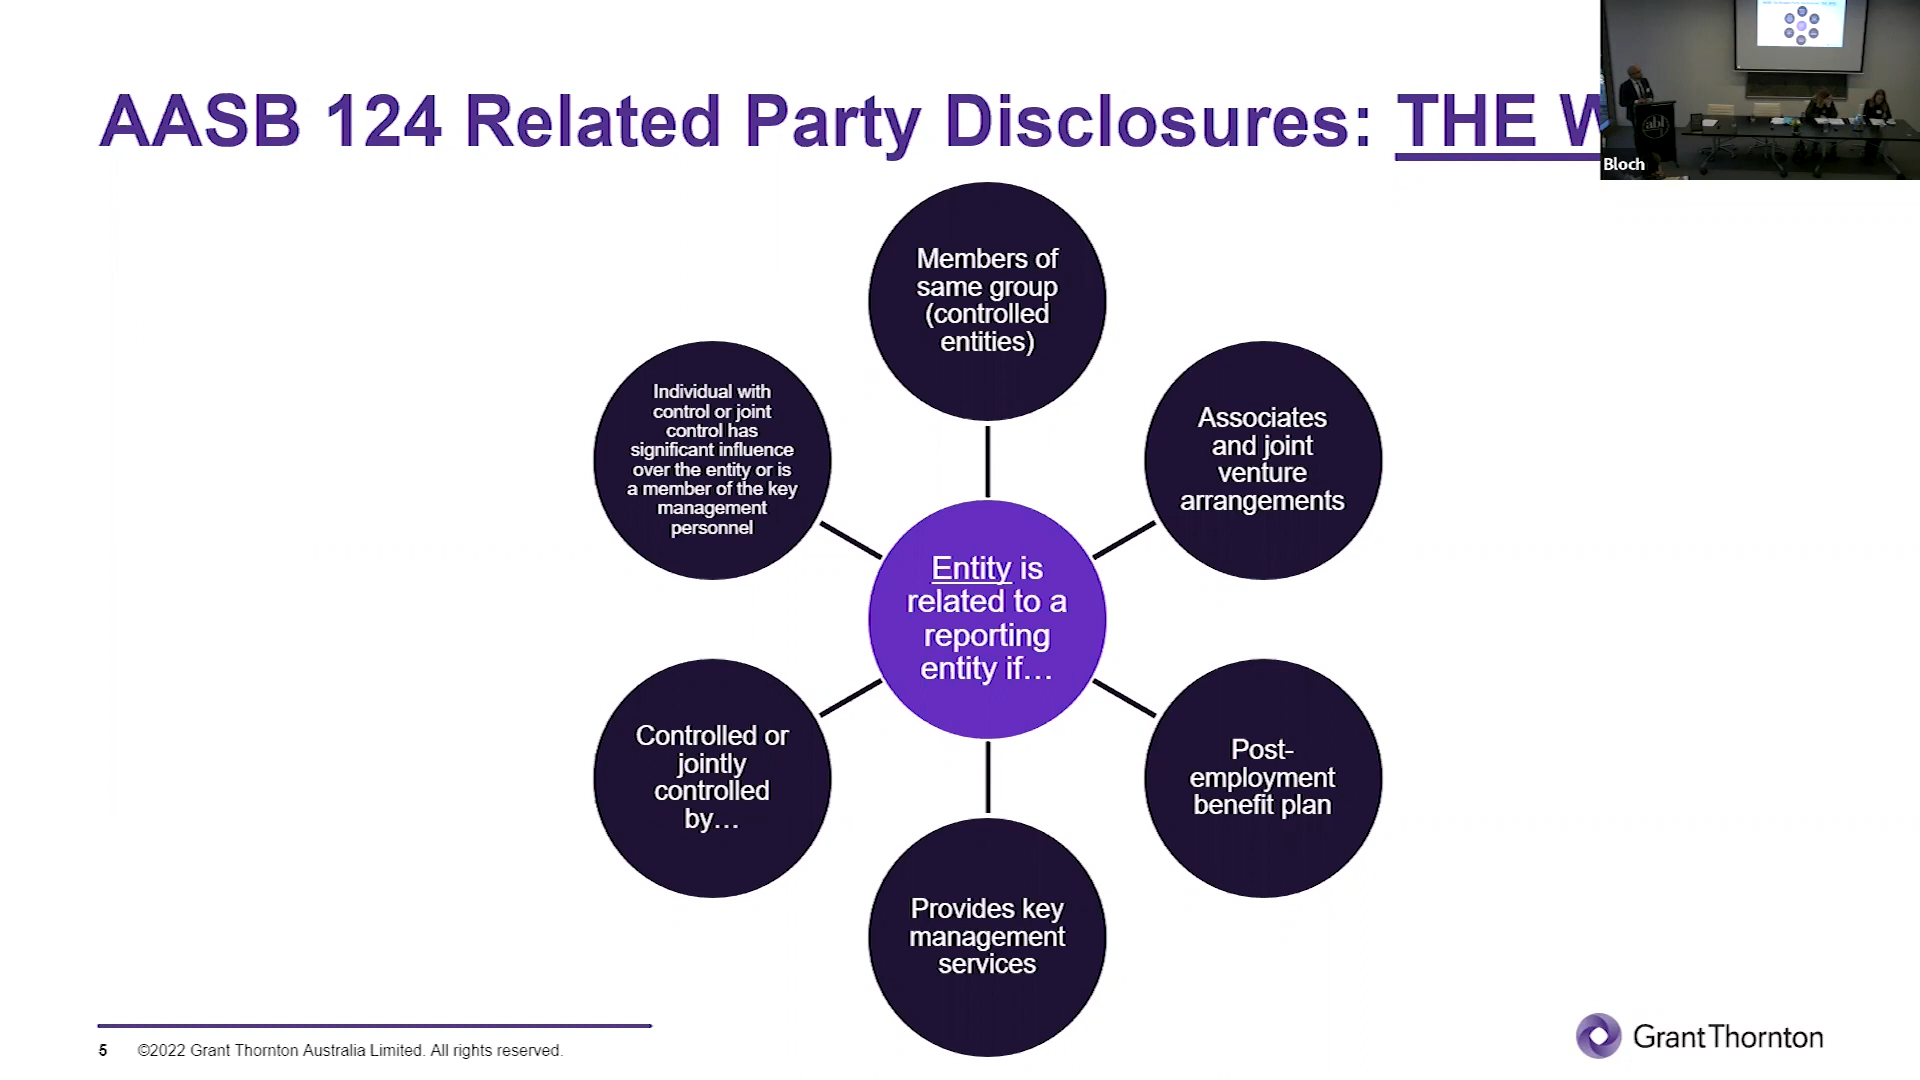 AASB 124 Related Party Disclosures: THE
Bloch
abl
Members of
same group
(controlled
entities)
Associates
and joint
venture
arrangements
Post-
employment
benefit plan
Provides key
management
services
Controlled or
jointly
controlled
by…
Individual with
control or joint
control has
significant influence
over the entity or is
a member of the key
management
personnel
Entity is
related to a
reporting
entity if…
5 ©2022 Grant Thornton Australia Limited. All rights reserved.
GrantThornton